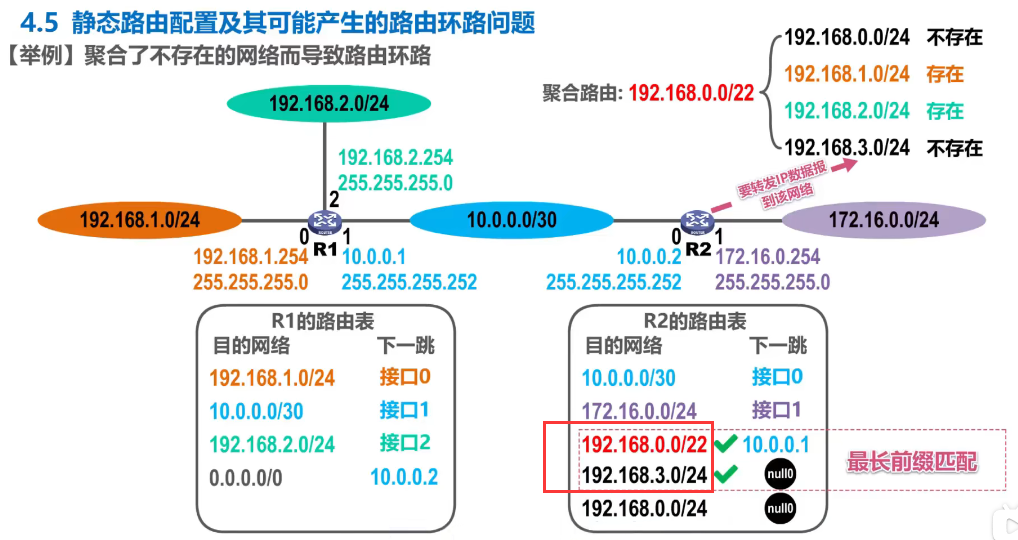 4.5 静态路由配置及其可能产生的路由环路问题
【举例】聚合了不存在的网络而导致路由环路
聚合路由: 192.168.0.0/22
192.168.0.0/24 不存在
192.168.1.0/24 存在
192.168.2.0/24 存在
192.168.3.0/24 不存在
要转发IP数据报
到该网络
192.168.2.0/24
192.168.2.254
255.255.255.0
2
192.168.1.0/24
0
R1
1
10.0.0.0/30
0
R2
1
172.16.0.0/24
192.168.1.254
255.255.255.0
10.0.0.1
255.255.255.252
10.0.0.2
255.255.255.252
172.16.0.254
255.255.255.0
R1的路由表
目的网络 下一跳
192.168.1.0/24 接口0
10.0.0.0/30 接口1
192.168.2.0/24 接口2
0.0.0.0/0 10.0.0.2
R2的路由表
目的网络 下一跳
10.0.0.0/30 接口0
172.16.0.0/24 接口1
192.168.0.0/22 10.0.0.1
192.168.3.0/24 null0
192.168.0.0/24 null0
最长前缀匹配